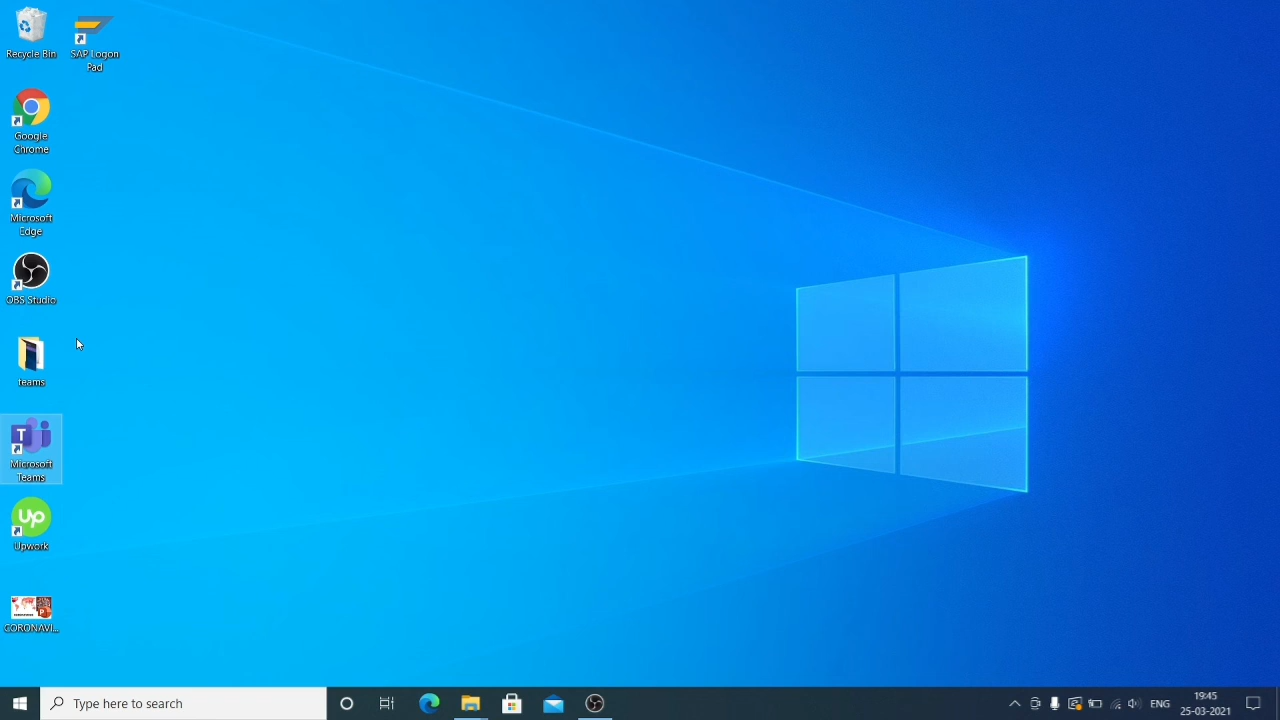 Recycle Bin
SAP Logon
Pad
Google
Chrome
Microsoft
Edge
OBS Studio
teams
T
Microsoft
Teams
Up
Upwork
CORONAVI...
Type here to search
ENG
19:45
25-03-2021